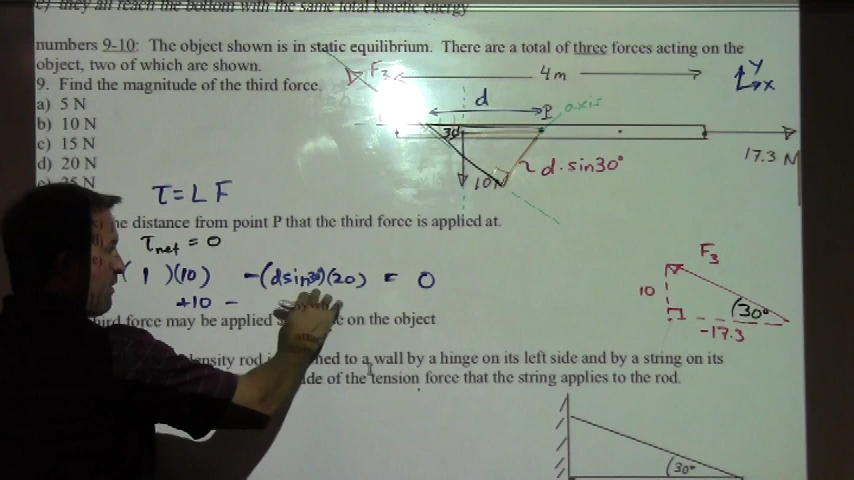 e) they all reach the bottom with the same total kinetic energy
numbers 9-10: The object shown is in static equilibrium. There are a total of three forces acting on the
object, two of which are shown.
9. Find the magnitude of the third force.
a) 5 N
b) 10 N
c) 15 N
d) 20 N
25 N
F3
4m
d
P
axis
Y
x
30
10N
d·sin30°
17.3 N
τ = L F
the distance from point P that the third force is applied at.
τnet = 0
( 1 )(10) -(dsin30)(20) = 0
+10 -
third force may be applied
on the object
F3
10
30°
-17.3
to a wall by a hinge on its left side and by a string on its
of the tension force that the string applies to the rod.
30°